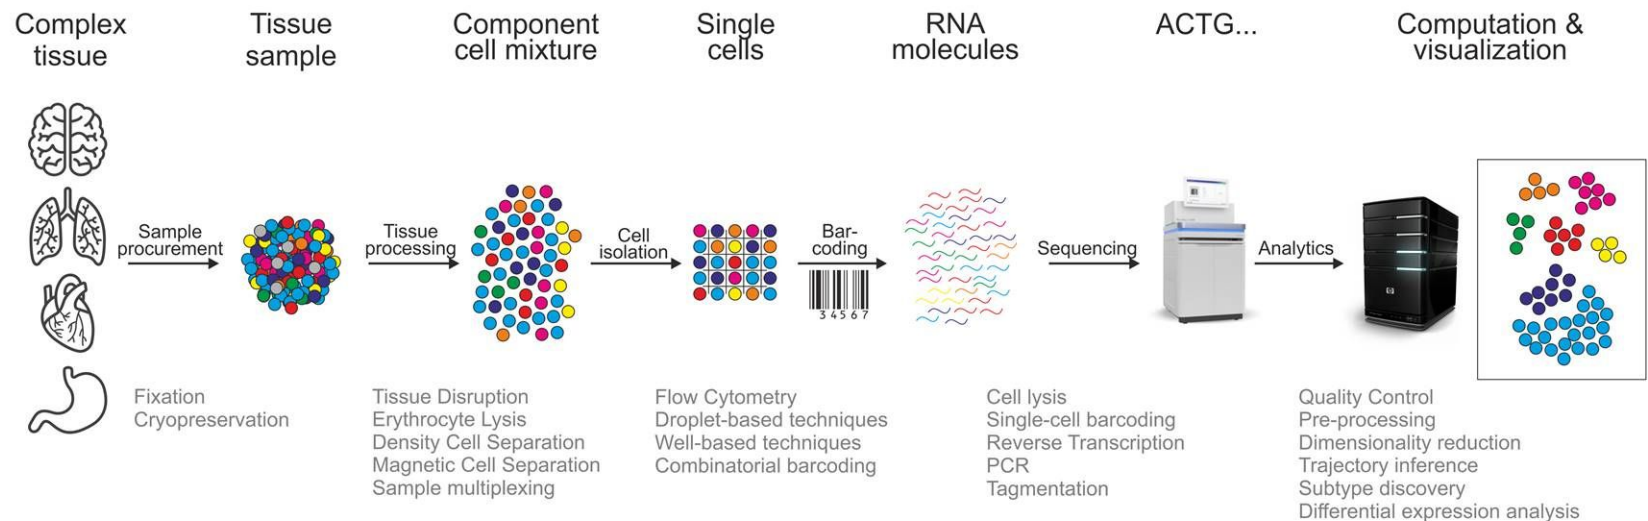 Complex
tissue
Tissue
sample
Component
cell mixture
Single
cells
RNA
molecules
ACTG...
Computation &
visualization
Sample
procurement
Tissue
processing
Cell
isolation
Bar-
coding
34567
Sequencing
Analytics
Fixation
Cryopreservation
Tissue Disruption
Erythrocyte Lysis
Density Cell Separation
Magnetic Cell Separation
Sample multiplexing
Flow Cytometry
Droplet-based techniques
Well-based techniques
Combinatorial barcoding
Cell lysis
Single-cell barcoding
Reverse Transcription
PCR
Tagmentation
Quality Control
Pre-processing
Dimensionality reduction
Trajectory inference
Subtype discovery
Differential expression analysis